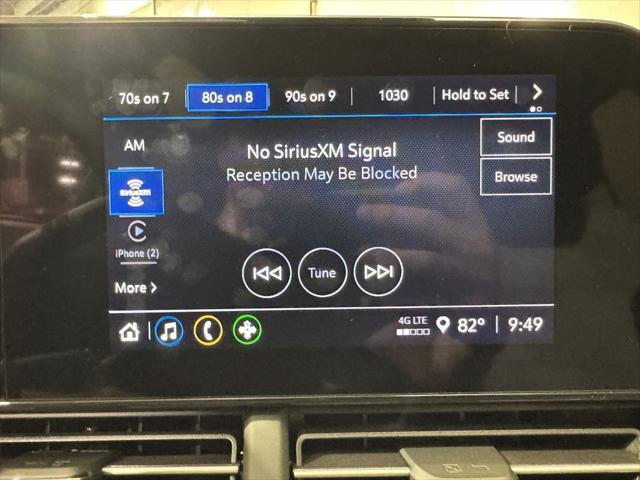 70s on 7 80s on 8 90s on 9 1030 Hold to Set
AM
No SiriusXM Signal
Sound
SiriusXM
Reception May Be Blocked
Browse
iPhone (2)
Tune
More
4G LTE 82° 9:49